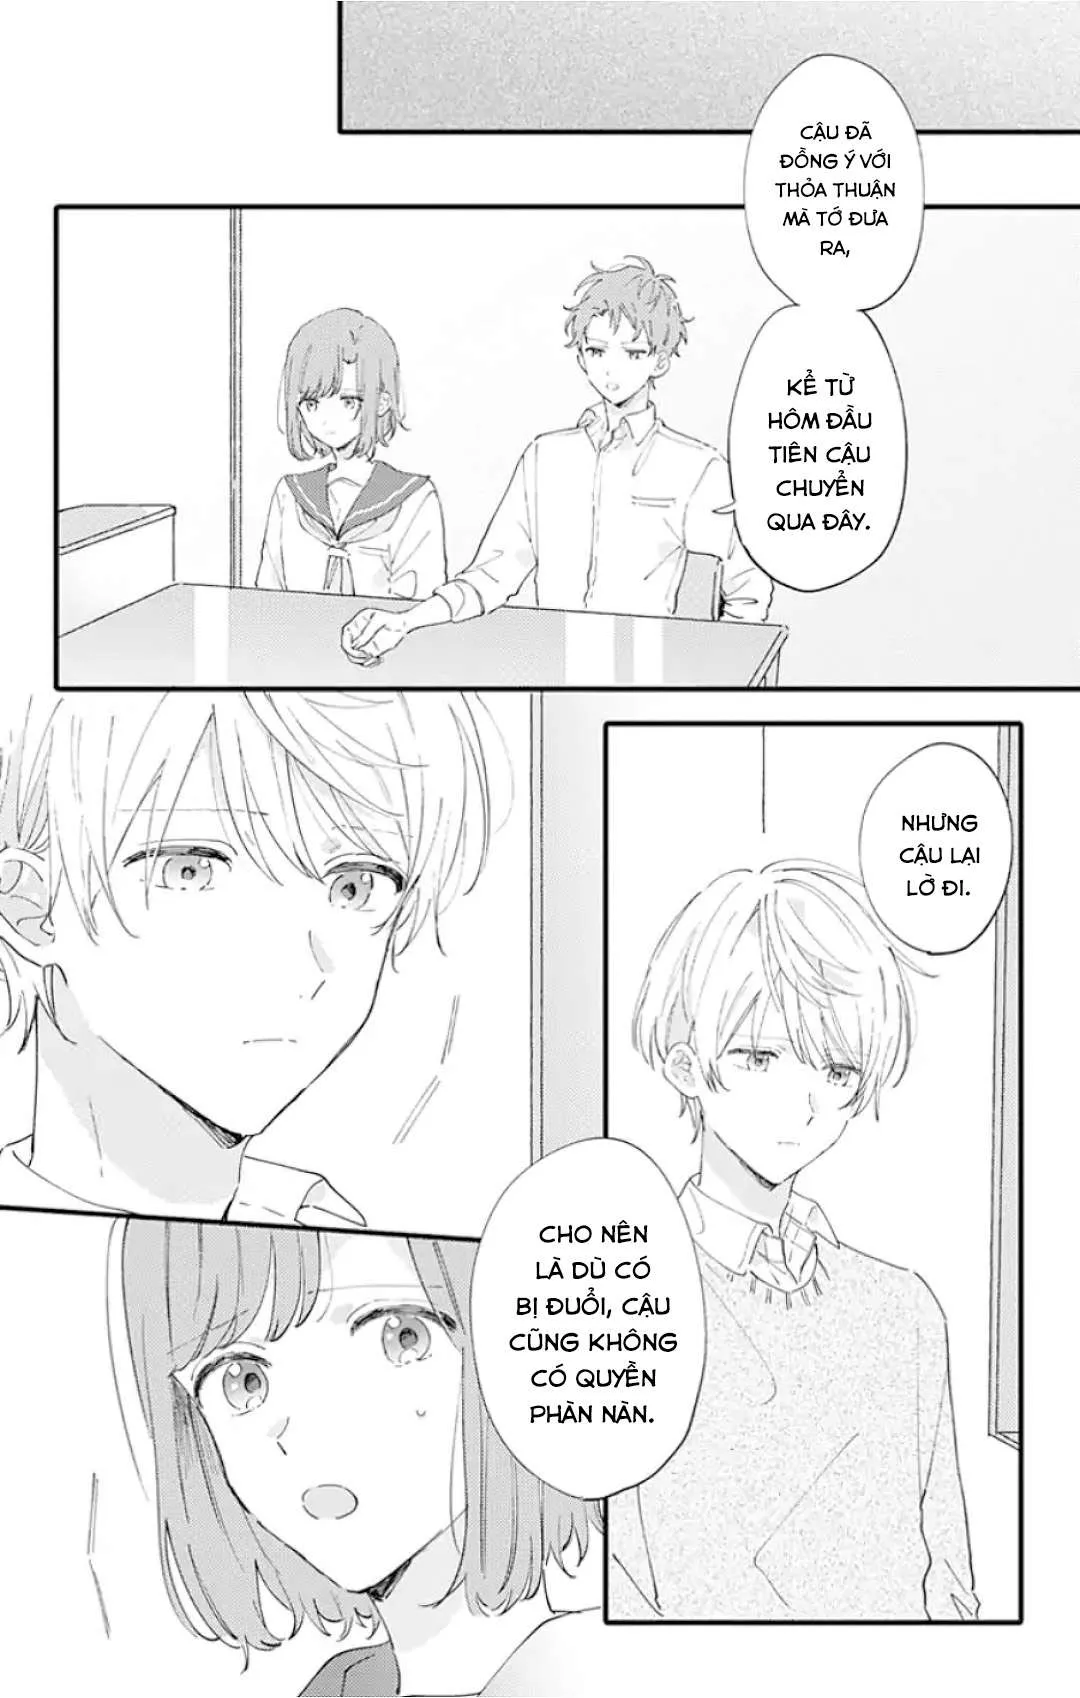 CẬU ĐÃ
ĐỒNG Ý VỚI
THỎA THUẬN
MÀ TỚ ĐƯA
RA,
KỂ TỪ
HÔM ĐẦU
TIÊN CẬU
CHUYỂN
QUA ĐÂY.
NHƯNG
CẬU LẠI
LỜ ĐI.
CHO NÊN
LÀ DÙ CÓ
BỊ ĐUỔI, CẬU
CŨNG KHÔNG
CÓ QUYỀN
PHÀN NÀN.